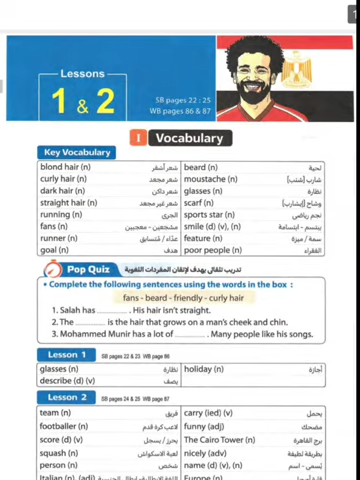 1
Lessons
1 & 2
SB pages 22 : 25
WB pages 86 & 87
I Vocabulary
Key Vocabulary
blond hair (n) شعر أشقر
beard (n) لحية
curly hair (n) شعر مجعد
moustache (n) شارب [شنب]
dark hair (n) شعر داكن
glasses (n) نظارة
straight hair (n) شعر غير مجعد
scarf (n) وشاح [إيشارب]
running (n) الجرى
sports star (n) نجم رياضى
fans (n) مشجعين - معجبين
smile (d) (v), (n) يبتسم - ابتسامة
runner (n) عدّاء / مُتسابق
feature (n) سمة / ميزة
goal (n) هدف
poor people (n) الفقراء
Pop Quiz
تدريب تلقائى يهدف لإتقان المفردات اللغوية
• Complete the following sentences using the words in the box :
fans - beard - friendly - curly hair
1. Salah has ............ . His hair isn't straight.
2. The ............ is the hair that grows on a man's cheek and chin.
3. Mohammed Munir has a lot of ............ . Many people like his songs.
Lesson 1 SB pages 22 & 23 WB page 86
glasses (n) نظارة
holiday (n) أجازة
describe (d) (v) يصف
Lesson 2 SB pages 24 & 25 WB page 87
team (n) فريق
carry (ied) (v) يحمل
footballer (n) لاعب كرة قدم
funny (adj) مضحك
score (d) (v) يحرز / يسجل
The Cairo Tower (n) برج القاهرة
squash (n) لعبة الاسكواش
nicely (adv) بطريقة لطيفة
person (n) شخص
name (d) (v), (n) يُسمى - اسم
Italian (n), (adj)
Europe (n)